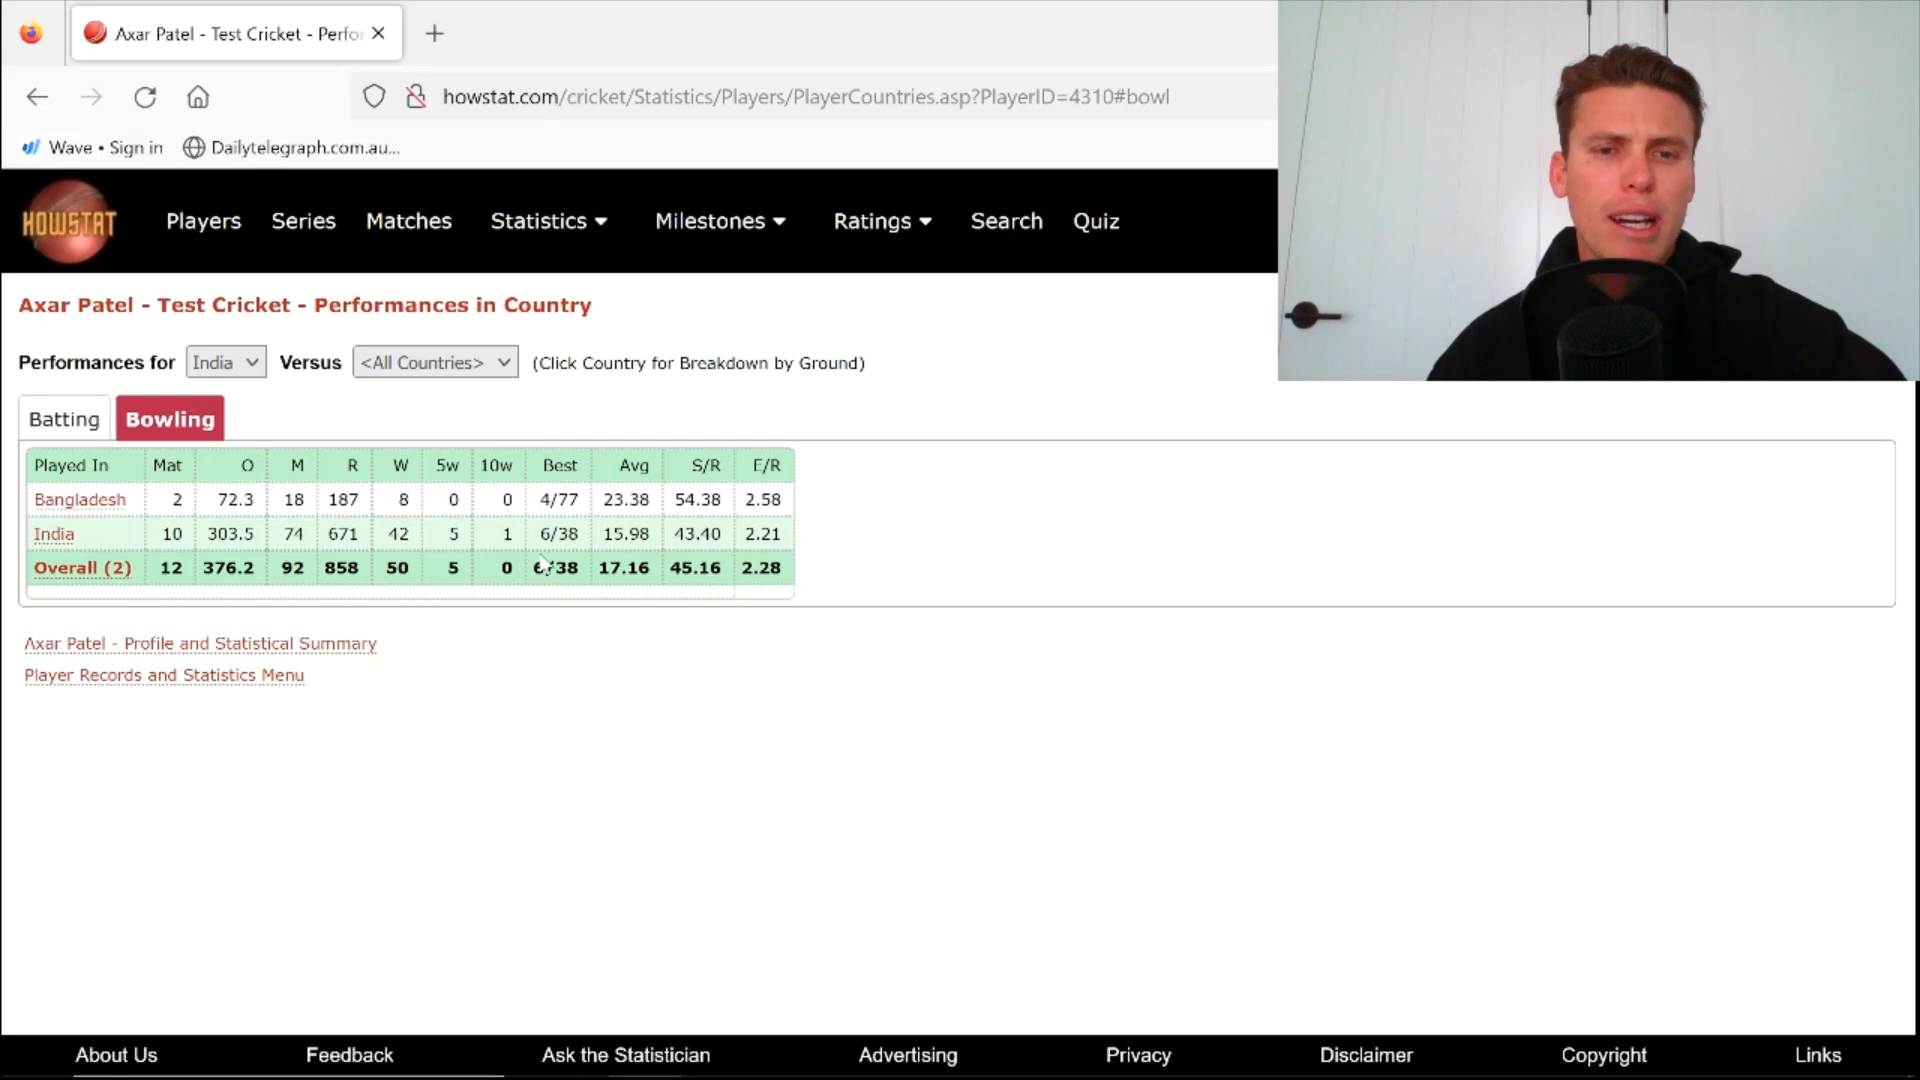 Axar Patel - Test Cricket - Perfo
howstat.com/cricket/Statistics/Players/PlayerCountries.asp?PlayerID=4310#bowl
Wave • Sign in Dailytelegraph.com.au...
HOWSTAT Players Series Matches Statistics Milestones Ratings Search Quiz
Axar Patel - Test Cricket - Performances in Country
Performances for India Versus <All Countries> (Click Country for Breakdown by Ground)
Batting Bowling
Played In Mat O M R W 5w 10w Best Avg S/R E/R
Bangladesh 2 72.3 18 187 8 0 0 4/77 23.38 54.38 2.58
India 10 303.5 74 671 42 5 1 6/38 15.98 43.40 2.21
Overall (2) 12 376.2 92 858 50 5 0 6/38 17.16 45.16 2.28
Axar Patel - Profile and Statistical Summary
Player Records and Statistics Menu
About Us Feedback Ask the Statistician Advertising Privacy Disclaimer Copyright Links